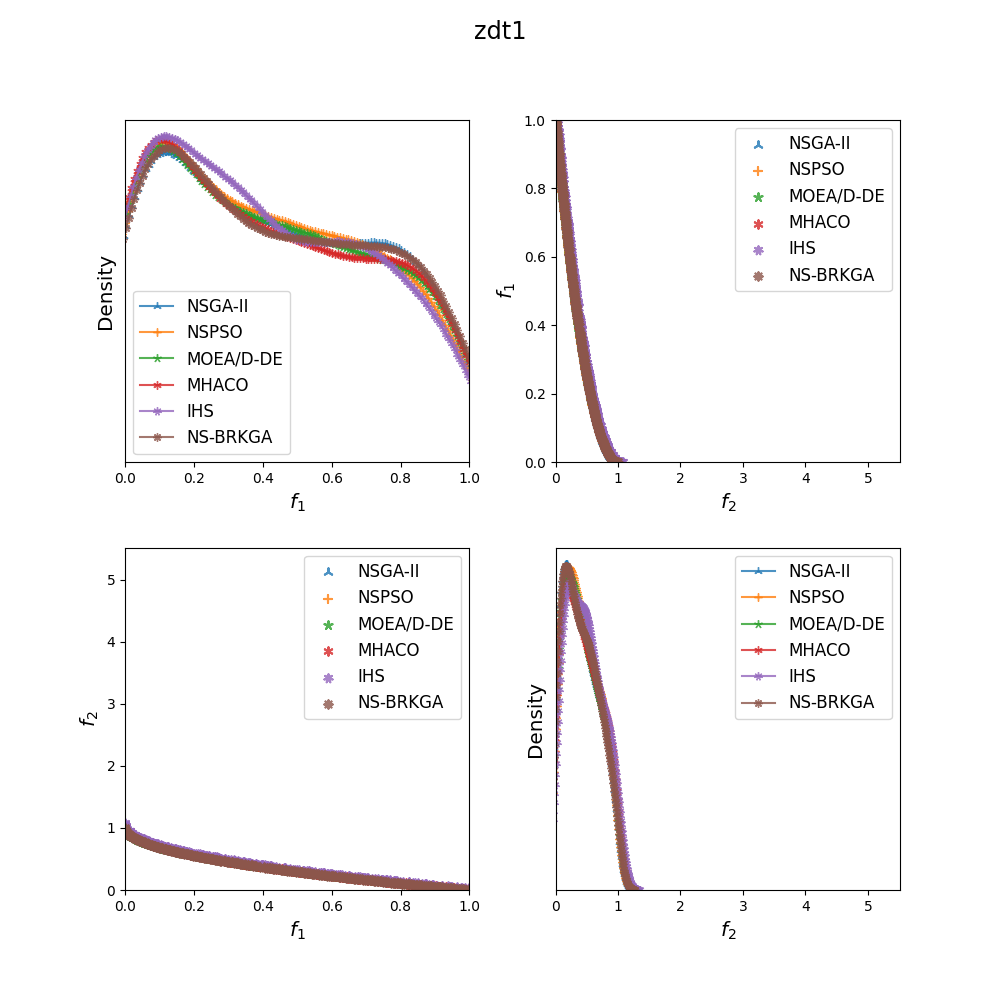 zdt1
Density
NSGA-II
NSPSO
MOEA/D-DE
MHACO
IHS
NS-BRKGA
0.0 0.2 0.4 0.6 0.8 1.0
f1
f1
1.0
0.8
0.6
0.4
0.2
0.0
NSGA-II
NSPSO
MOEA/D-DE
MHACO
IHS
NS-BRKGA
0 1 2 3 4 5
f2
f2
5
4
3
2
1
0
NSGA-II
NSPSO
MOEA/D-DE
MHACO
IHS
NS-BRKGA
0.0 0.2 0.4 0.6 0.8 1.0
f1
Density
NSGA-II
NSPSO
MOEA/D-DE
MHACO
IHS
NS-BRKGA
0 1 2 3 4 5
f2